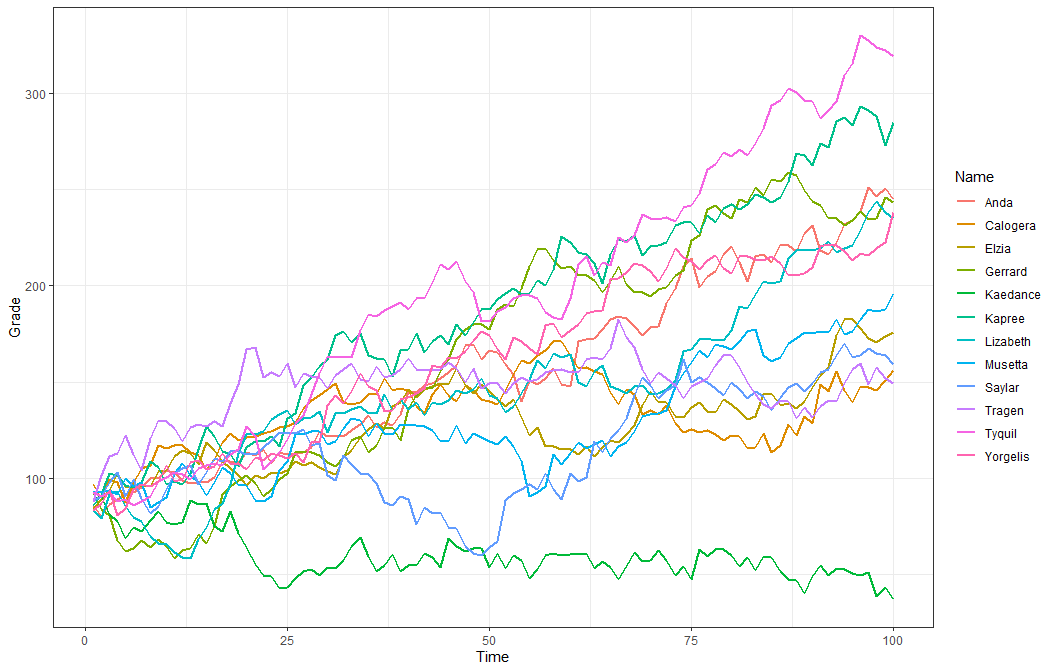 300
200
100
Grade
0
25
50
75
100
Time
Name
Anda
Calogera
Elzia
Gerrard
Kaedance
Kapree
Lizabeth
Musetta
Saylar
Tragen
Tyquil
Yorgelis